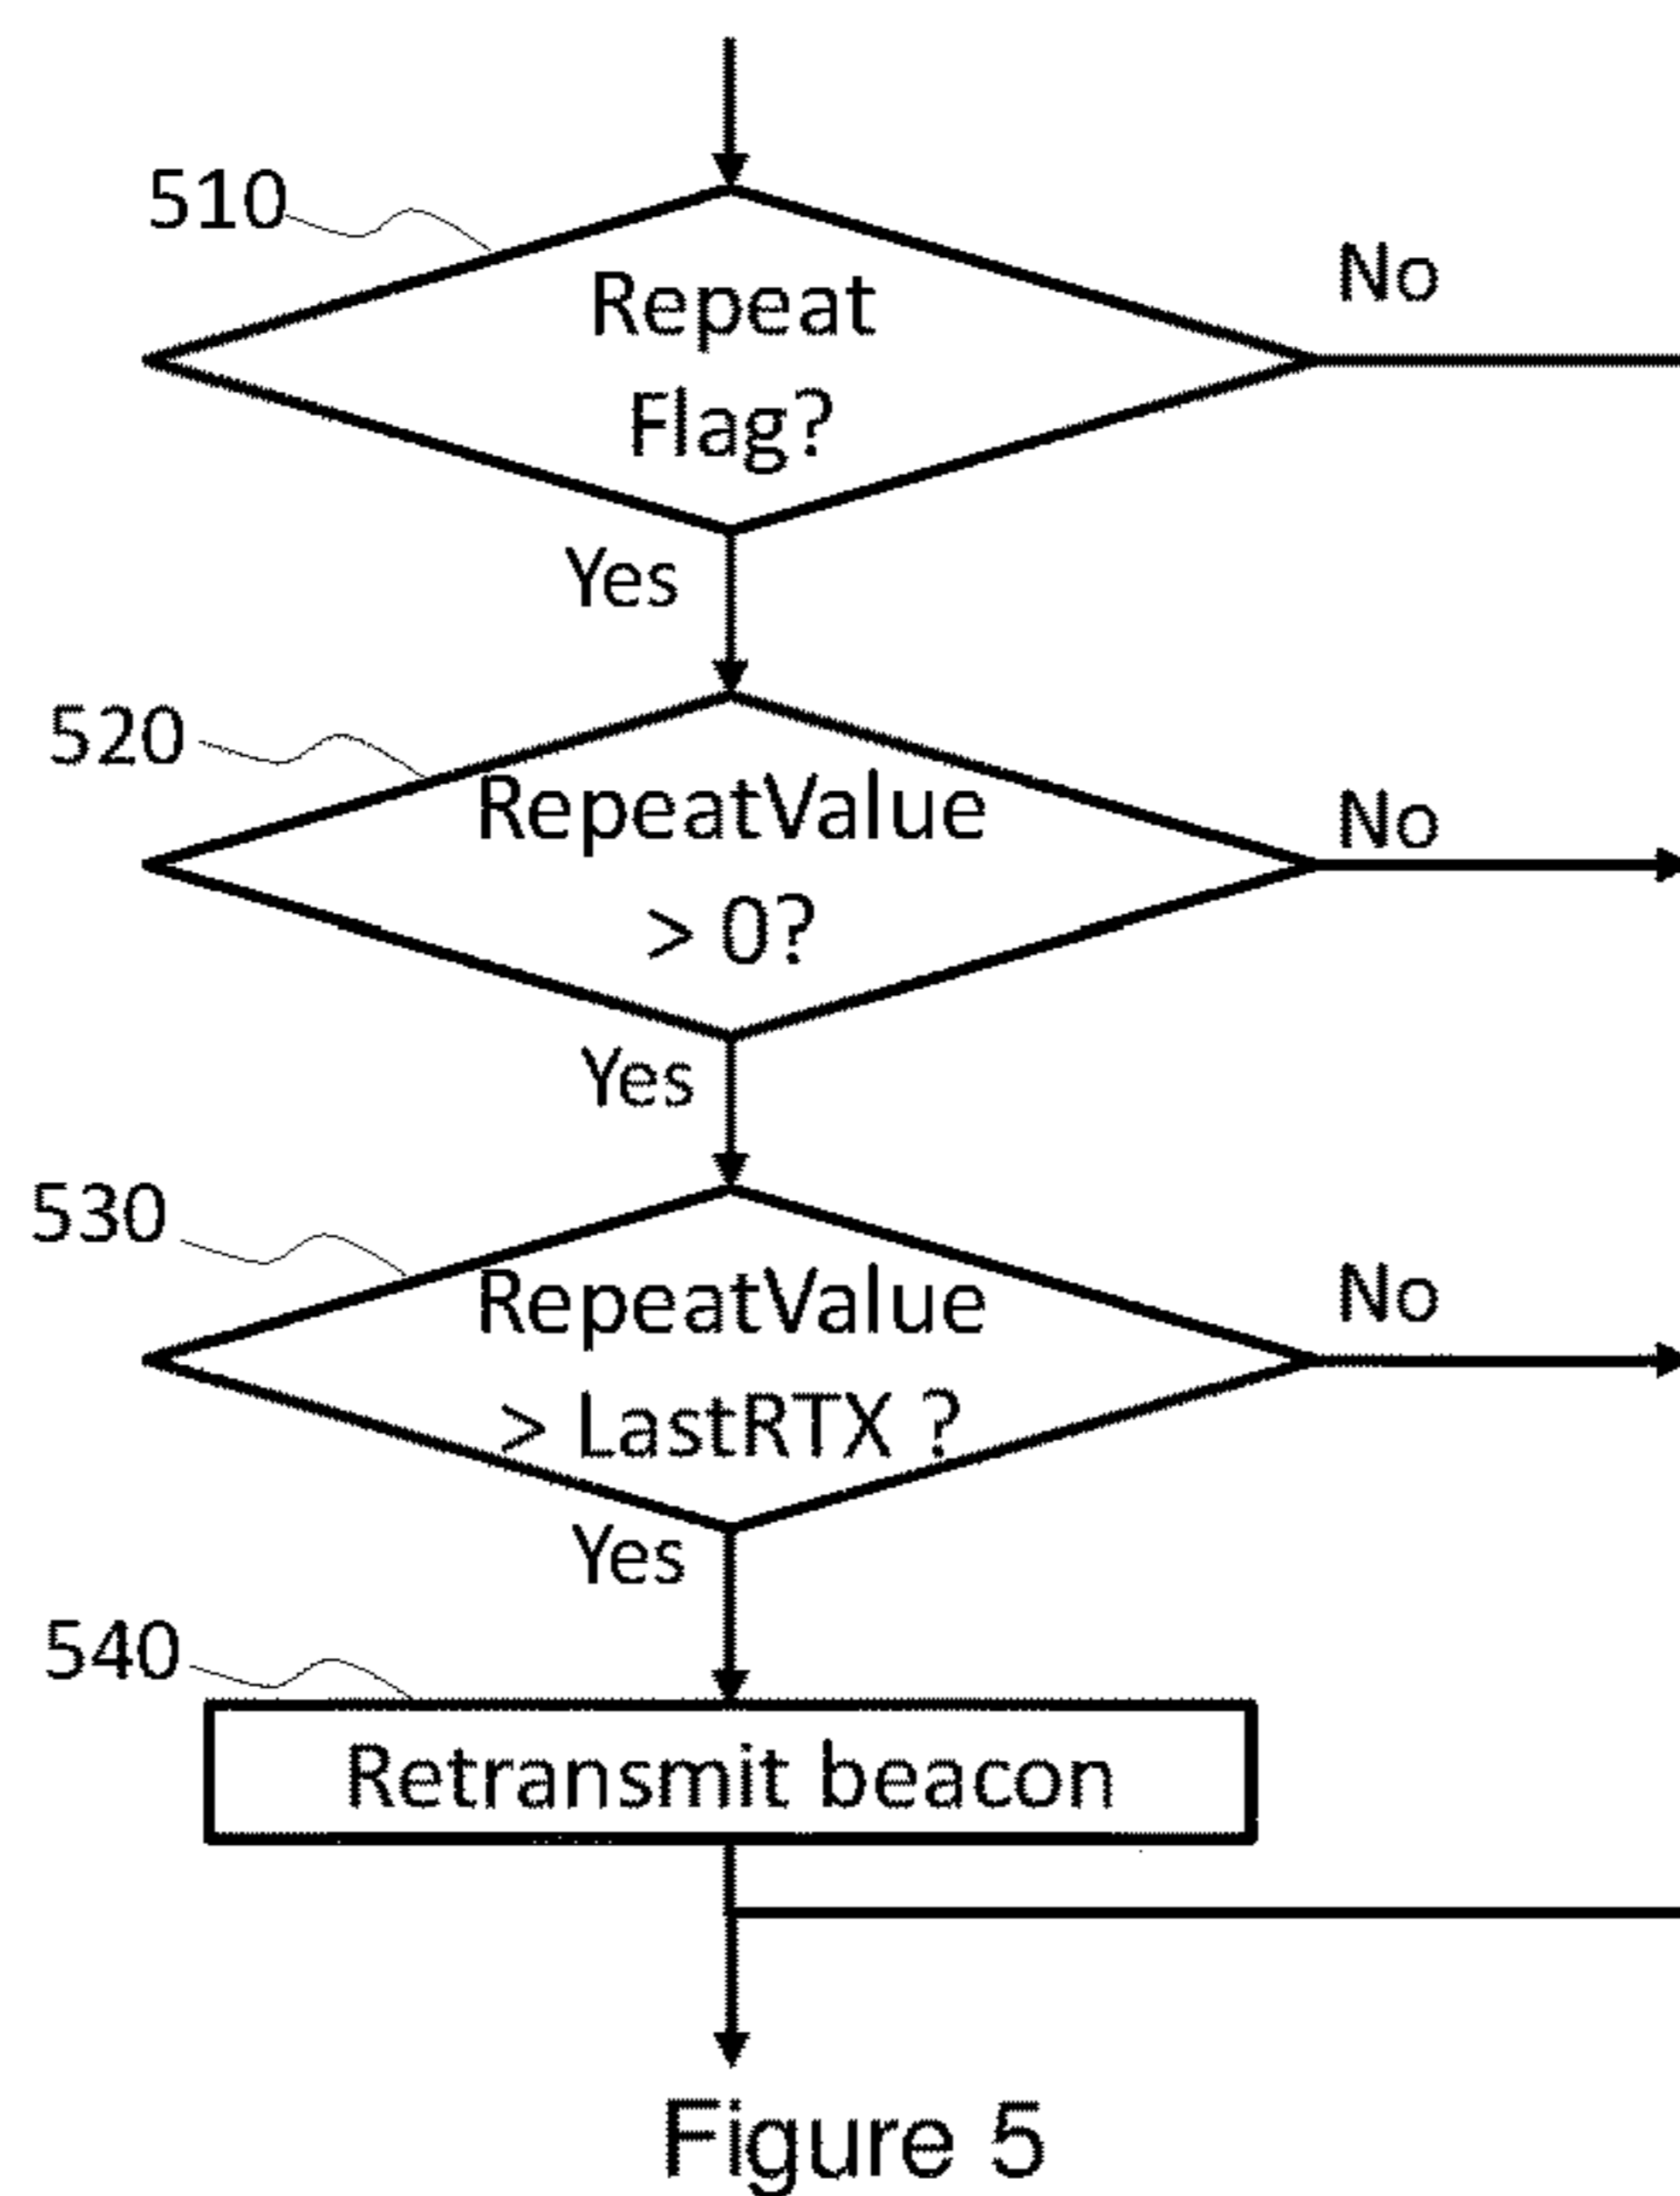 510
Repeat
Flag?
No
Yes
520
RepeatValue
> 0?
No
Yes
530
RepeatValue
> LastRTX ?
No
Yes
540
Retransmit beacon
Figure 5